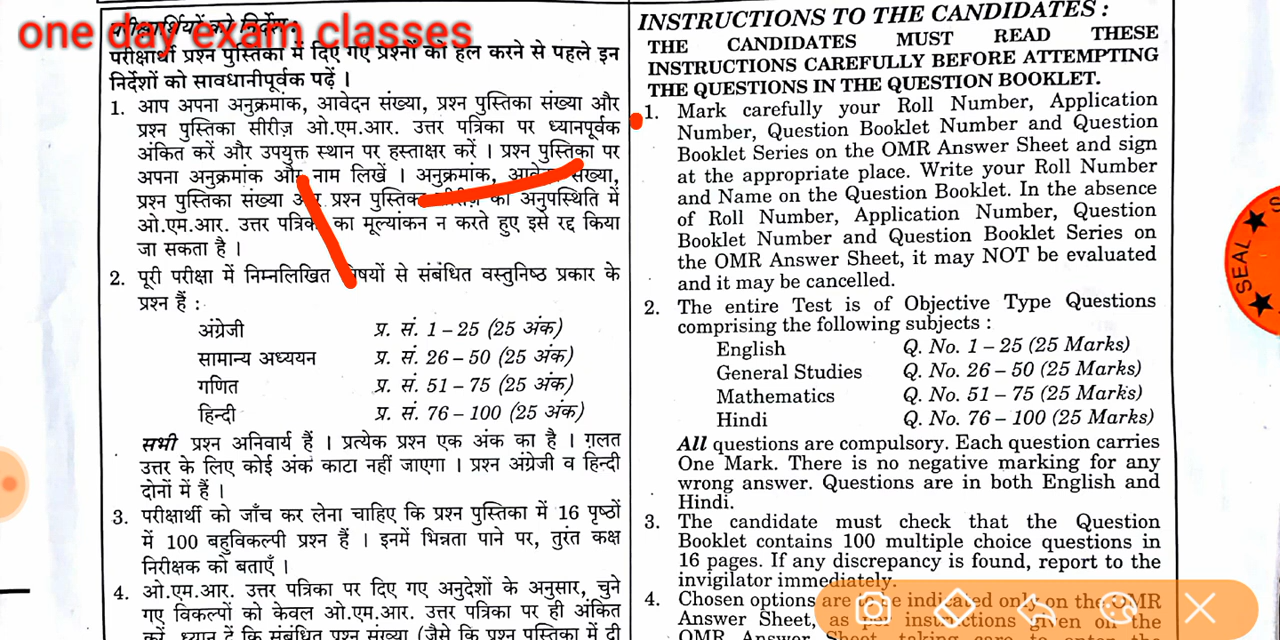 one day exam classes
परीक्षार्थियों को निर्देश :
परीक्षार्थी प्रश्न पुस्तिका में दिए गए प्रश्नों को हल करने से पहले इन
निर्देशों को सावधानीपूर्वक पढ़ें ।
1. आप अपना अनुक्रमांक, आवेदन संख्या, प्रश्न पुस्तिका संख्या और
प्रश्न पुस्तिका सीरीज़ ओ.एम.आर. उत्तर पत्रिका पर ध्यानपूर्वक
अंकित करें और उपयुक्त स्थान पर हस्ताक्षर करें । प्रश्न पुस्तिका पर
अपना अनुक्रमांक और नाम लिखें । अनुक्रमांक, आवेदन संख्या,
प्रश्न पुस्तिका संख्या और प्रश्न पुस्तिका सीरीज़ की अनुपस्थिति में
ओ.एम.आर. उत्तर पत्रिका का मूल्यांकन न करते हुए इसे रद्द किया
जा सकता है ।
2. पूरी परीक्षा में निम्नलिखित विषयों से संबंधित वस्तुनिष्ठ प्रकार के
प्रश्न हैं :
अंग्रेजी प्र. सं. 1 – 25 (25 अंक)
सामान्य अध्ययन प्र. सं. 26 – 50 (25 अंक)
गणित प्र. सं. 51 – 75 (25 अंक)
हिन्दी प्र. सं. 76 – 100 (25 अंक)
सभी प्रश्न अनिवार्य हैं । प्रत्येक प्रश्न एक अंक का है । ग़लत
उत्तर के लिए कोई अंक काटा नहीं जाएगा । प्रश्न अंग्रेजी व हिन्दी
दोनों में हैं ।
3. परीक्षार्थी को जाँच कर लेना चाहिए कि प्रश्न पुस्तिका में 16 पृष्ठों
में 100 बहुविकल्पी प्रश्न हैं । इनमें भिन्नता पाने पर, तुरंत कक्ष
निरीक्षक को बताएँ ।
4. ओ.एम.आर. उत्तर पत्रिका पर दिए गए अनुदेशों के अनुसार, चुने
गए विकल्पों को केवल ओ.एम.आर. उत्तर पत्रिका पर ही अंकित
करें, ध्यान दें कि संबंधित प्रश्न संख्या (जैसे कि प्रश्न पुस्तिका में दी
INSTRUCTIONS TO THE CANDIDATES :
THE CANDIDATES MUST READ THESE
INSTRUCTIONS CAREFULLY BEFORE ATTEMPTING
THE QUESTIONS IN THE QUESTION BOOKLET.
1. Mark carefully your Roll Number, Application
Number, Question Booklet Number and Question
Booklet Series on the OMR Answer Sheet and sign
at the appropriate place. Write your Roll Number
and Name on the Question Booklet. In the absence
of Roll Number, Application Number, Question
Booklet Number and Question Booklet Series on
the OMR Answer Sheet, it may NOT be evaluated
and it may be cancelled.
2. The entire Test is of Objective Type Questions
comprising the following subjects :
English Q. No. 1 – 25 (25 Marks)
General Studies Q. No. 26 – 50 (25 Marks)
Mathematics Q. No. 51 – 75 (25 Marks)
Hindi Q. No. 76 – 100 (25 Marks)
All questions are compulsory. Each question carries
One Mark. There is no negative marking for any
wrong answer. Questions are in both English and
Hindi.
3. The candidate must check that the Question
Booklet contains 100 multiple choice questions in
16 pages. If any discrepancy is found, report to the
invigilator immediately.
4. Chosen options are to be indicated only on the OMR
Answer Sheet, as per instructions given on the
OMR Answer Sheet, taking care to enter the
SEAL